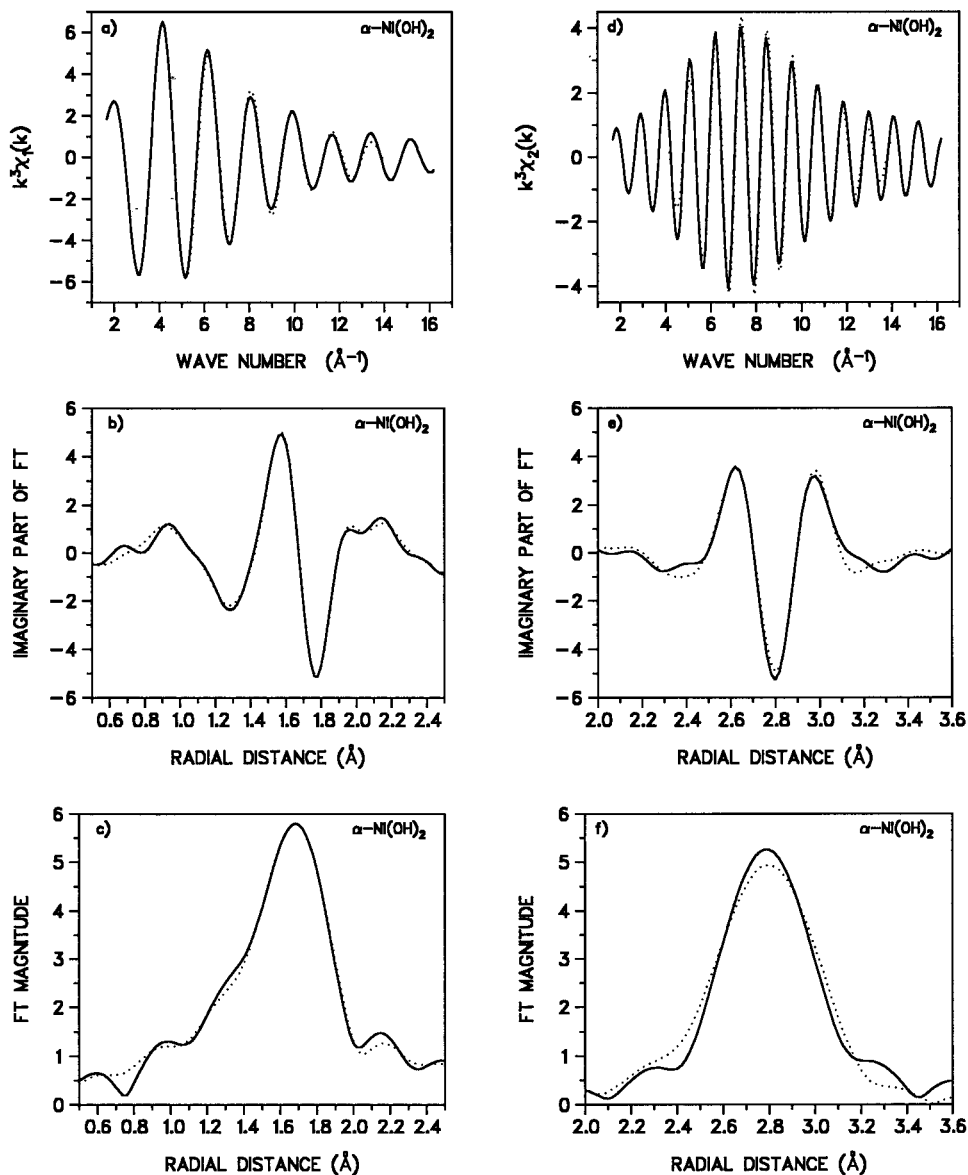 a) α-Ni(OH)₂
6
4
2
0
−2
−4
−6
k³χ₁(k)
2 4 6 8 10 12 14 16
WAVE NUMBER (Å⁻¹)
d) α-Ni(OH)₂
4
2
0
−2
−4
k³χ₂(k)
2 4 6 8 10 12 14 16
WAVE NUMBER (Å⁻¹)
b) α-Ni(OH)₂
6
4
2
0
−2
−4
−6
IMAGINARY PART OF FT
0.6 0.8 1.0 1.2 1.4 1.6 1.8 2.0 2.2 2.4
RADIAL DISTANCE (Å)
e) α-Ni(OH)₂
6
4
2
0
−2
−4
−6
IMAGINARY PART OF FT
2.0 2.2 2.4 2.6 2.8 3.0 3.2 3.4 3.6
RADIAL DISTANCE (Å)
c) α-Ni(OH)₂
6
5
4
3
2
1
0
FT MAGNITUDE
0.6 0.8 1.0 1.2 1.4 1.6 1.8 2.0 2.2 2.4
RADIAL DISTANCE (Å)
f) α-Ni(OH)₂
6
5
4
3
2
1
0
FT MAGNITUDE
2.0 2.2 2.4 2.6 2.8 3.0 3.2 3.4 3.6
RADIAL DISTANCE (Å)